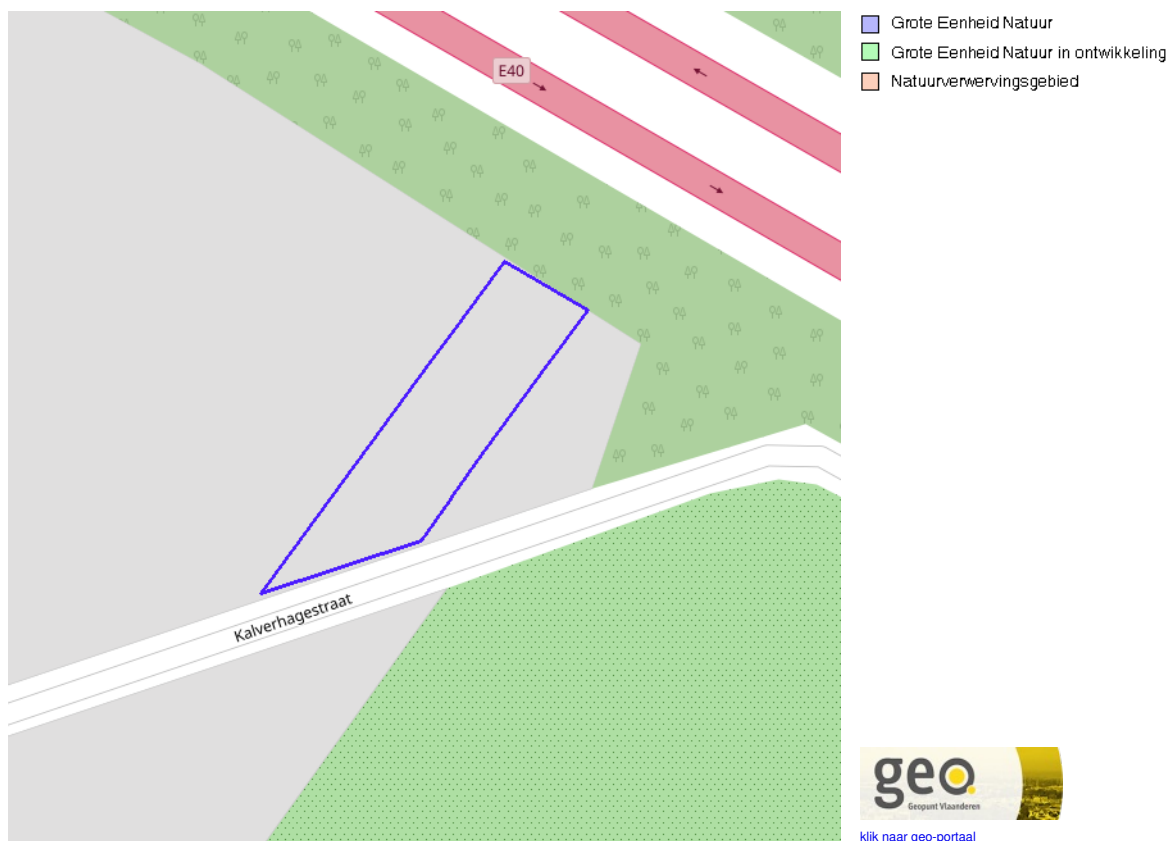 Grote Eenheid Natuur
Grote Eenheid Natuur in ontwikkeling
Natuurverwervingsgebied
E40
Kalverhagestraat
geo.
Geopunt Vlaanderen
klik naar geo-portaal